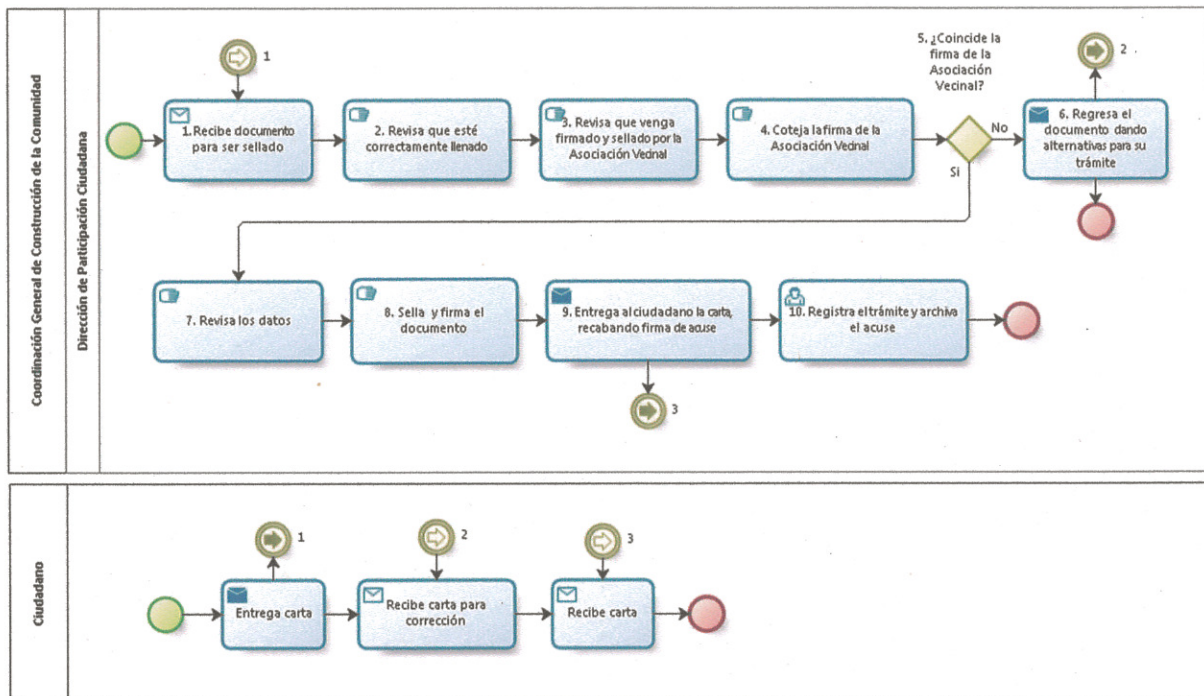 Coordinación General de Construcción de la Comunidad
Dirección de Participación Ciudadana
1
1. Recibe documento
para ser sellado
2. Revisa que esté
correctamente llenado
3. Revisa que venga
firmado y sellado por la
Asociación Vecinal
4. Coteja la firma de la
Asociación Vecinal
5. ¿Coincide la
firma de la
Asociación
Vecinal?
No
Si
2
6. Regresa el
documento dando
alternativas para su
trámite
7. Revisa los datos
8. Sella y firma el
documento
9. Entrega al ciudadano la carta,
recabando firma de acuse
3
10. Registra el trámite y archiva
el acuse
Ciudadano
1
Entrega carta
2
Recibe carta para
corrección
3
Recibe carta